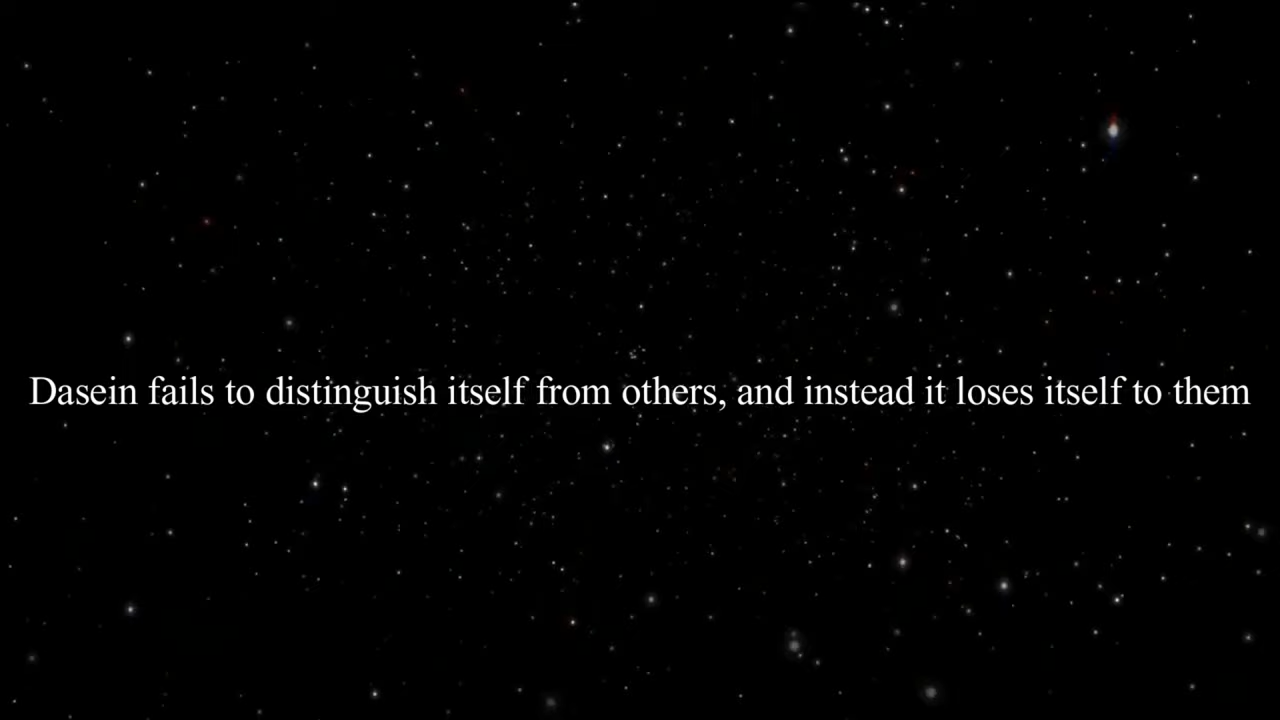 Dasein fails to distinguish itself from others, and instead it loses itself to them